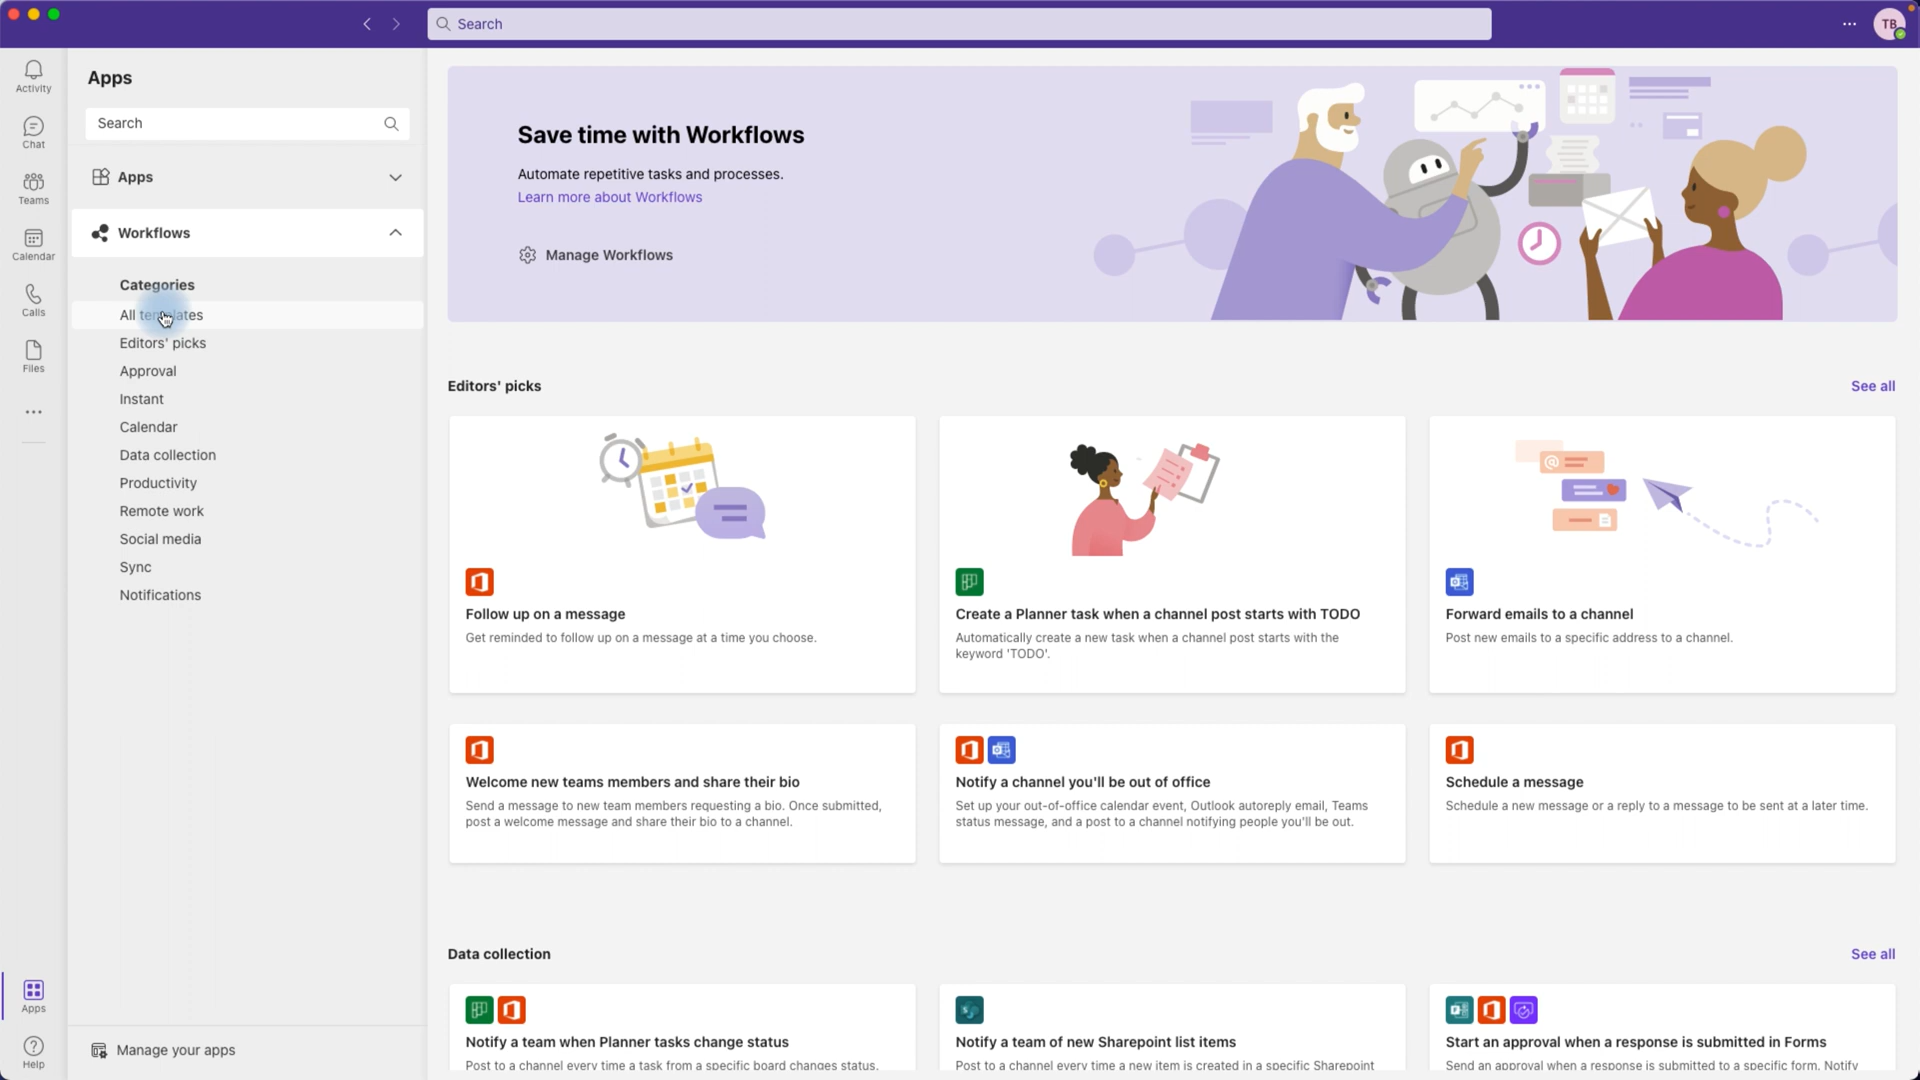 Search
TB
Activity
Chat
Teams
Calendar
Calls
Files
Apps
Help
Apps
Search
Apps
Workflows
Categories
All templates
Editors' picks
Approval
Instant
Calendar
Data collection
Productivity
Remote work
Social media
Sync
Notifications
Manage your apps
Save time with Workflows
Automate repetitive tasks and processes.
Learn more about Workflows
Manage Workflows
Editors' picks
See all
Follow up on a message
Get reminded to follow up on a message at a time you choose.
Create a Planner task when a channel post starts with TODO
Automatically create a new task when a channel post starts with the
keyword 'TODO'.
Forward emails to a channel
Post new emails to a specific address to a channel.
Welcome new teams members and share their bio
Send a message to new team members requesting a bio. Once submitted,
post a welcome message and share their bio to a channel.
Notify a channel you'll be out of office
Set up your out-of-office calendar event, Outlook autoreply email, Teams
status message, and a post to a channel notifying people you'll be out.
Schedule a message
Schedule a new message or a reply to a message to be sent at a later time.
Data collection
See all
Notify a team when Planner tasks change status
Post to a channel every time a task from a specific board changes status.
Notify a team of new Sharepoint list items
Post to a channel every time a new item is created in a specific Sharepoint
Start an approval when a response is submitted in Forms
Send an approval when a response is submitted to a specific form. Notify